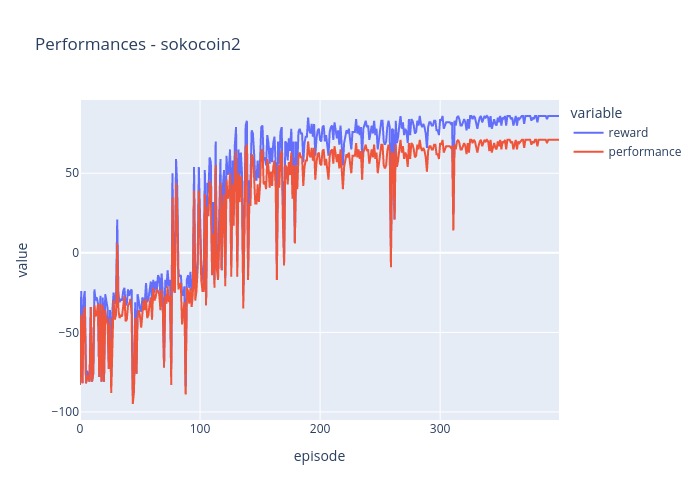 Performances - sokocoin2
variable
reward
performance
value
50
0
−50
−100
0
100
200
300
episode